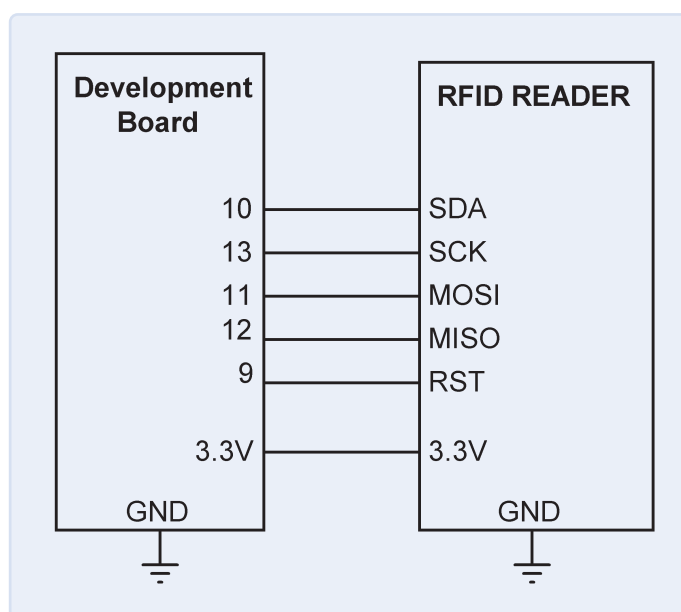 Development
Board
RFID READER
10
SDA
13
SCK
11
MOSI
12
MISO
9
RST
3.3V
3.3V
GND
GND